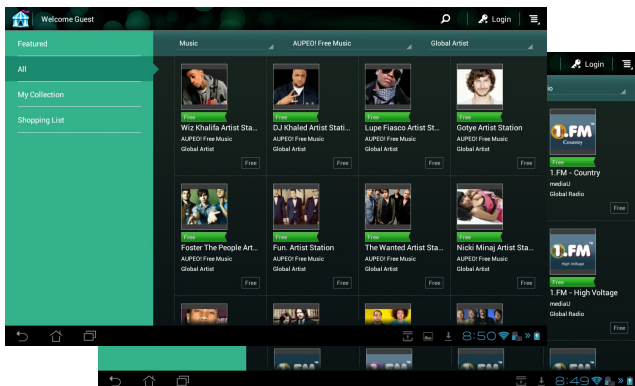 Welcome Guest
Login
Featured
Music
AUPEO! Free Music
Global Artist
All
My Collection
Shopping List
Free
Free
Free
Free
Wiz Khalifa Artist Sta...
DJ Khaled Artist Stati...
Lupe Fiasco Artist St...
Gotye Artist Station
AUPEO! Free Music
AUPEO! Free Music
AUPEO! Free Music
AUPEO! Free Music
Global Artist
Global Artist
Global Artist
Global Artist
Free
Free
Free
Free
Free
Free
Free
Free
Foster The People Art...
Fun. Artist Station
The Wanted Artist Sta...
Nicki Minaj Artist Sta...
AUPEO! Free Music
AUPEO! Free Music
AUPEO! Free Music
AUPEO! Free Music
Global Artist
Global Artist
Global Artist
Global Artist
Free
Free
Free
Free
8:50
Login
io
1.FM
Country
Free
1.FM - Country
mediaU
Global Radio
Free
1.FM
High Voltage
Free
1.FM - High Voltage
mediaU
Global Radio
Free
8:49